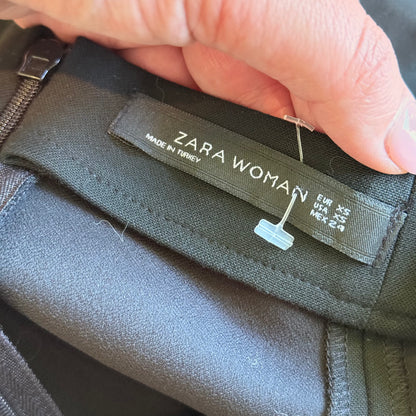 ZARA WOMAN
MADE IN TURKEY
EUR XS
USA XS
MEX 24